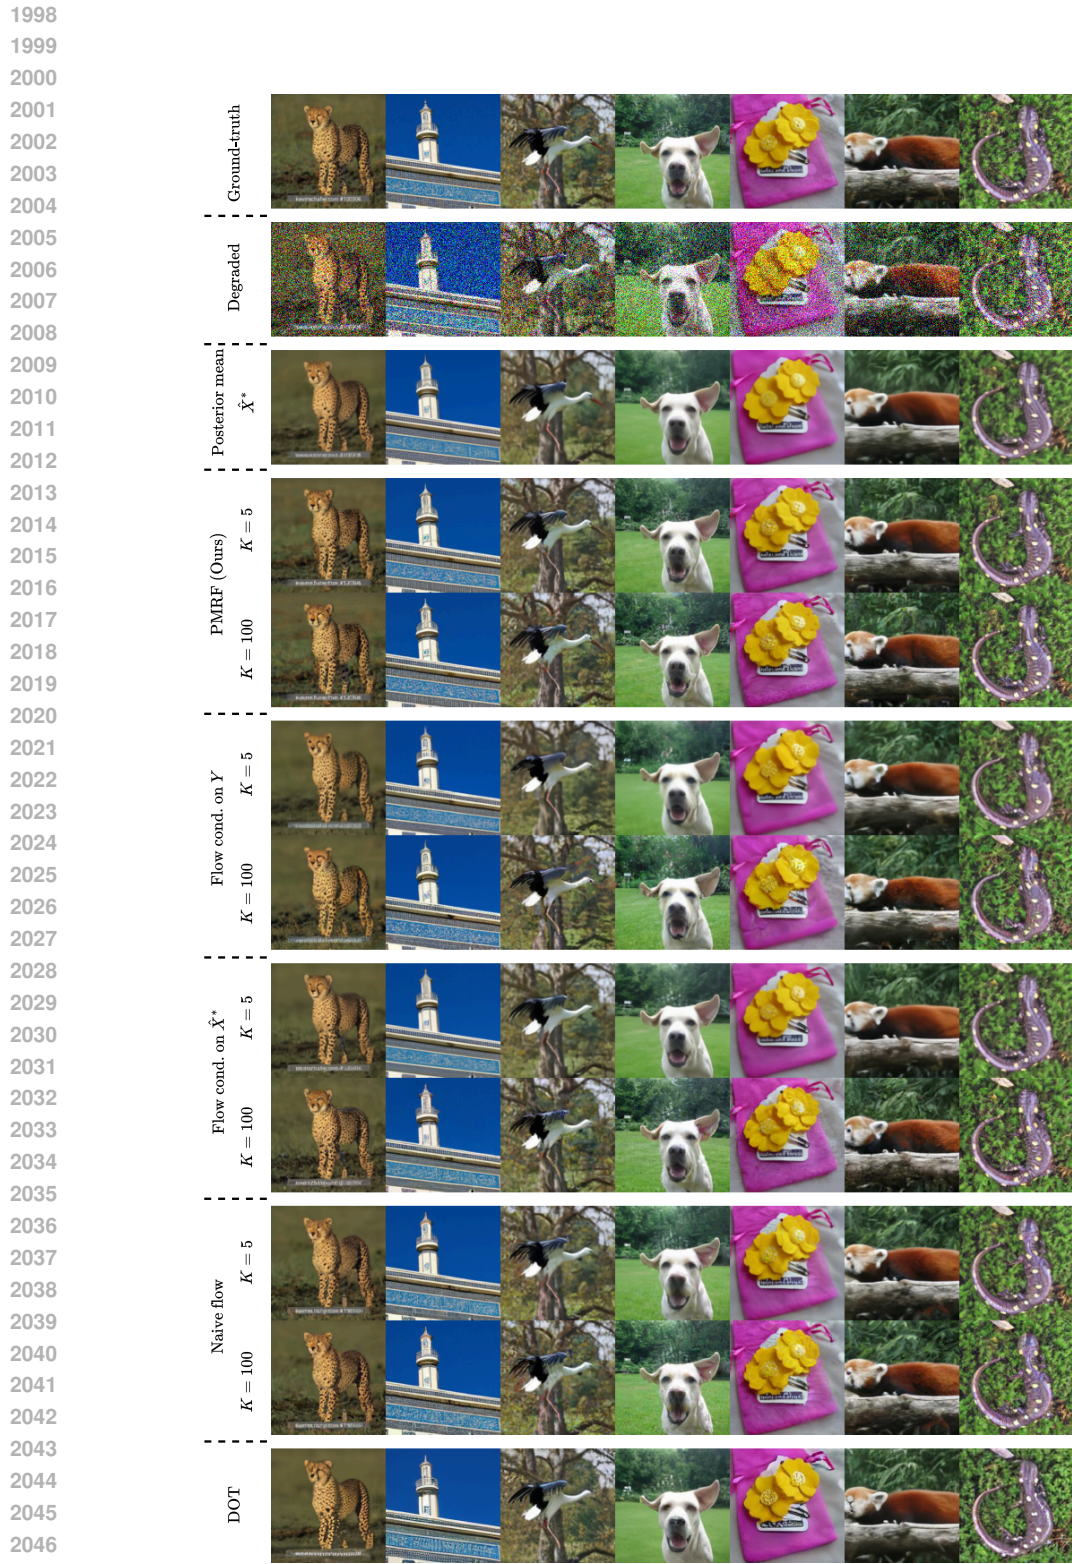 1998
1999
2000
2001
2002
2003
2004
2005
2006
2007
2008
2009
2010
2011
2012
2013
2014
2015
2016
2017
2018
2019
2020
2021
2022
2023
2024
2025
2026
2027
2028
2029
2030
2031
2032
2033
2034
2035
2036
2037
2038
2039
2040
2041
2042
2043
2044
2045
2046
Ground-truth
Degraded
Posterior mean
X̂*
PMRF (Ours)
K = 5
K = 100
Flow cond. on Y
K = 5
K = 100
Flow cond. on X̂*
K = 5
K = 100
Naive flow
K = 5
K = 100
DOT